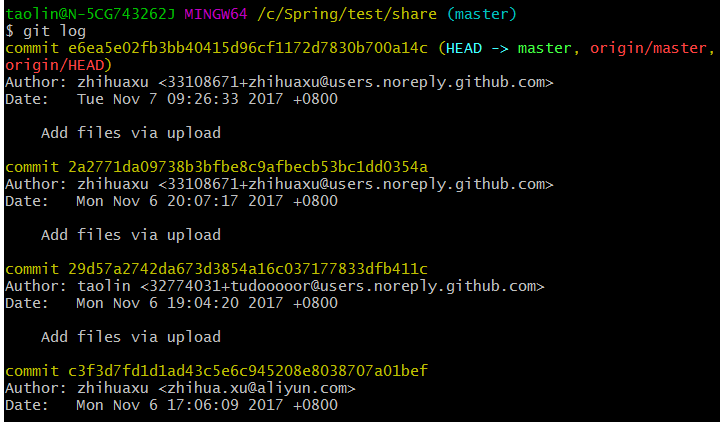 taolin@N-5CG743262J MINGW64 /c/Spring/test/share (master)
$ git log
commit e6ea5e02fb3bb40415d96cf1172d7830b700a14c (HEAD -> master, origin/master,
origin/HEAD)
Author: zhihuaxu <33108671+zhihuaxu@users.noreply.github.com>
Date:   Tue Nov 7 09:26:33 2017 +0800
    Add files via upload
commit 2a2771da09738b3bfbe8c9afbecb53bc1dd0354a
Author: zhihuaxu <33108671+zhihuaxu@users.noreply.github.com>
Date:   Mon Nov 6 20:07:17 2017 +0800
    Add files via upload
commit 29d57a2742da673d3854a16c037177833dfb411c
Author: taolin <32774031+tudooooor@users.noreply.github.com>
Date:   Mon Nov 6 19:04:20 2017 +0800
    Add files via upload
commit c3f3d7fd1d1ad43c5e6c945208e8038707a01bef
Author: zhihuaxu <zhihua.xu@aliyun.com>
Date:   Mon Nov 6 17:06:09 2017 +0800